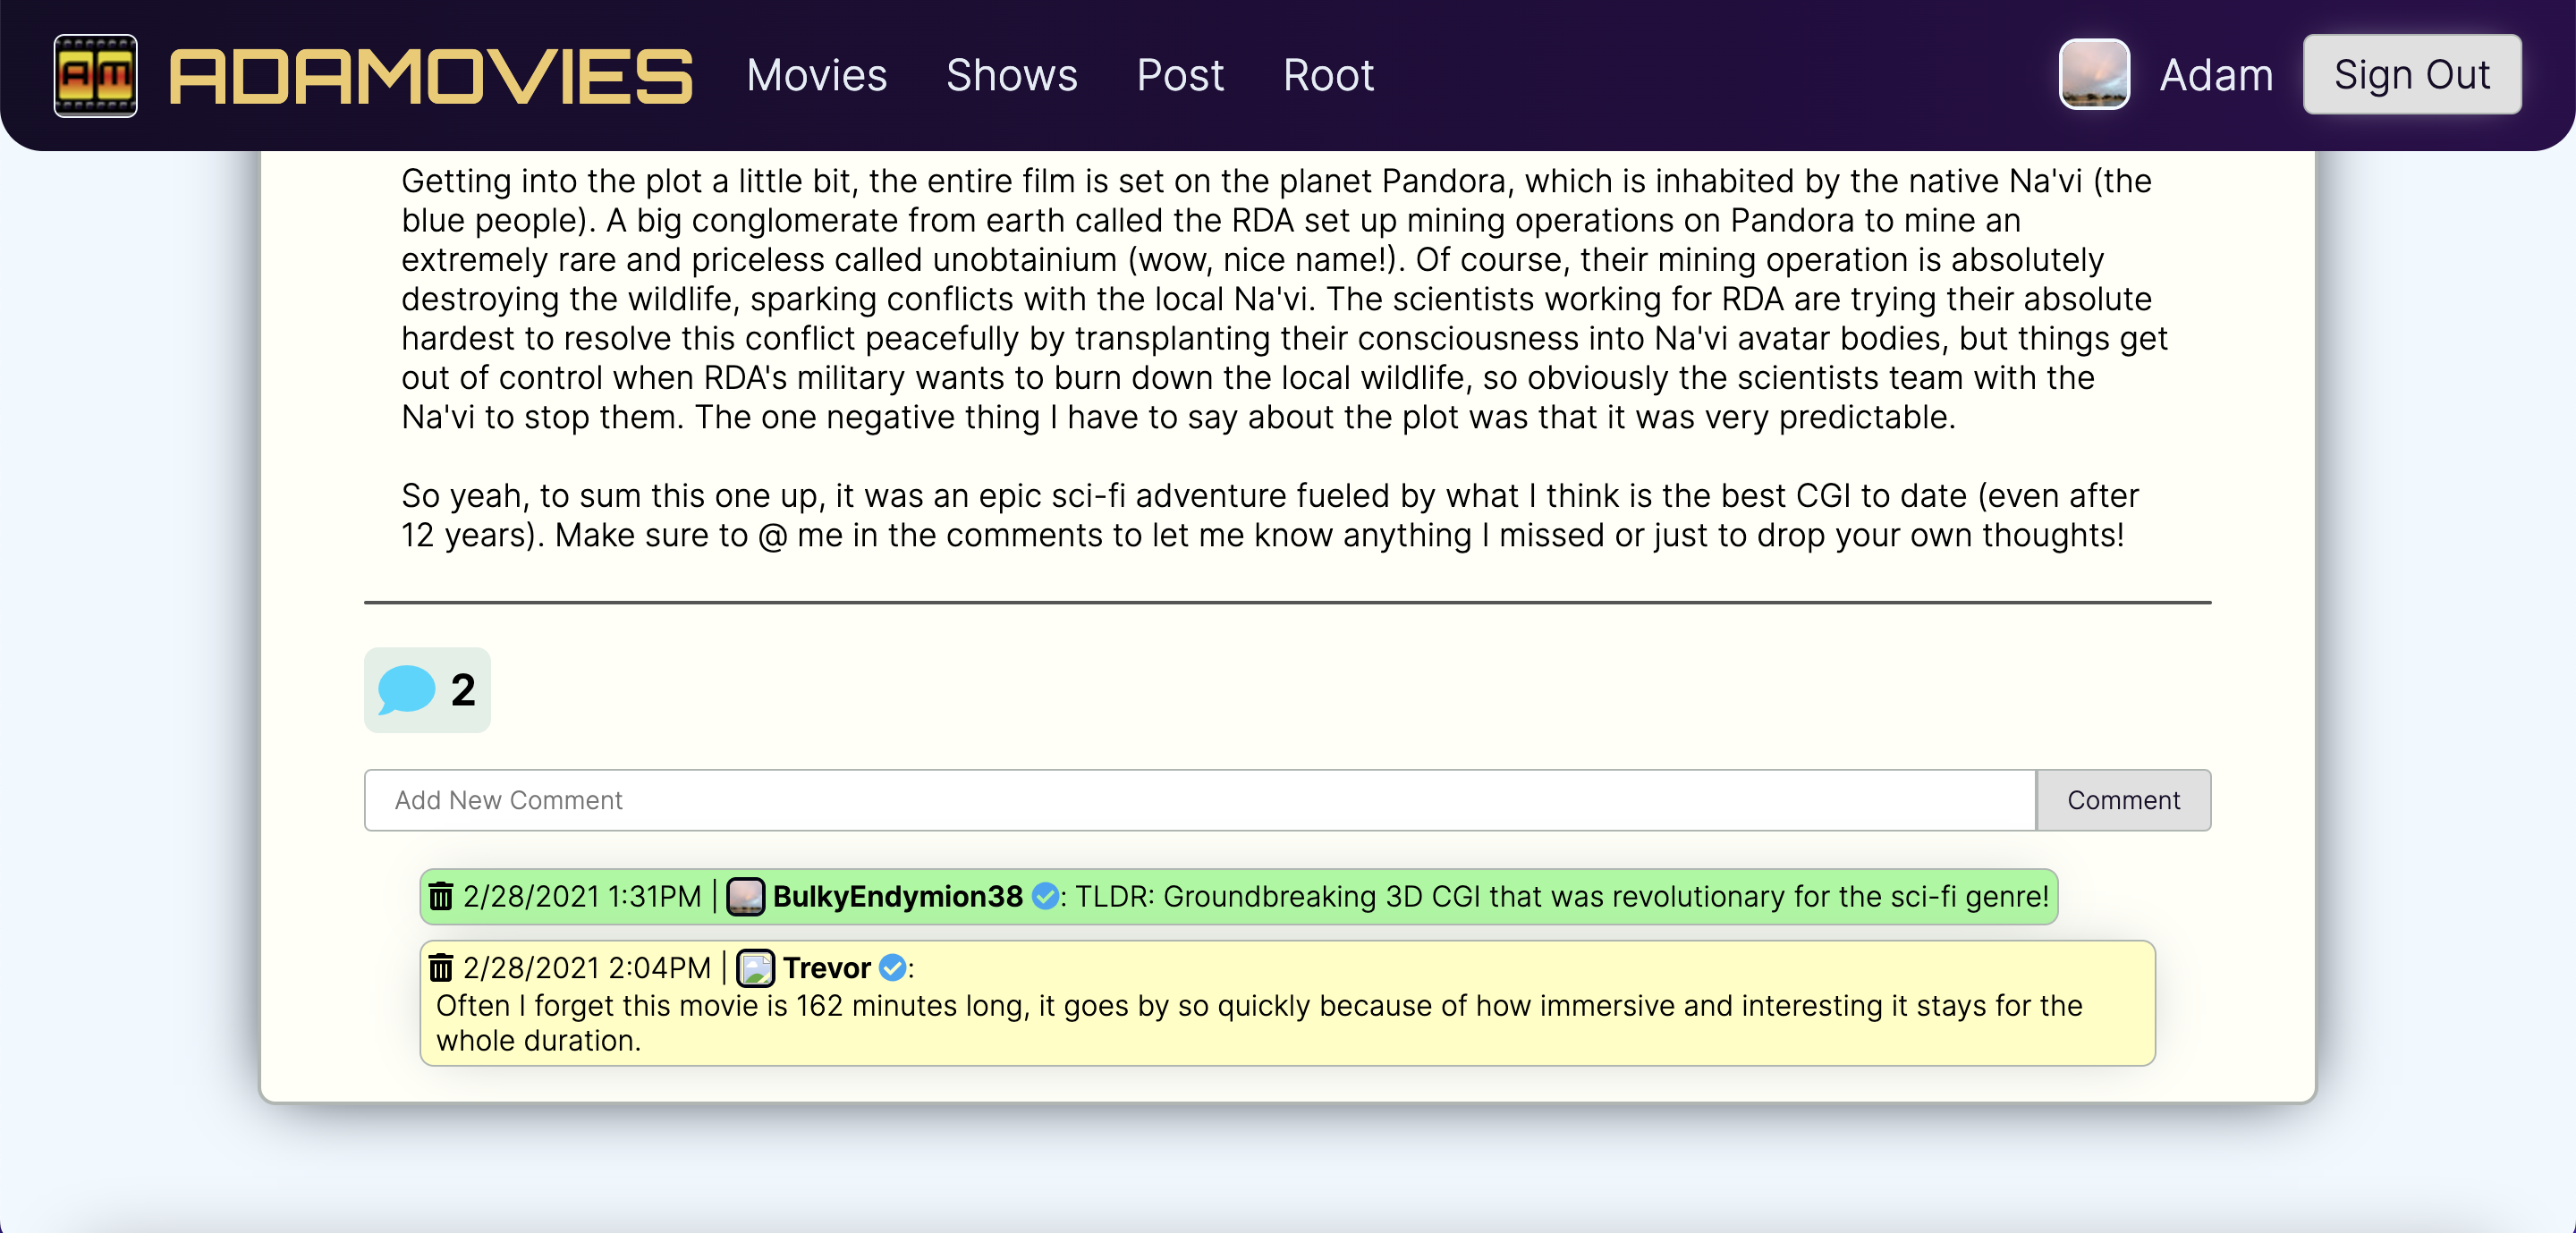 AM ADAMOVIES Movies Shows Post Root Adam Sign Out
Getting into the plot a little bit, the entire film is set on the planet Pandora, which is inhabited by the native Na'vi (the
blue people). A big conglomerate from earth called the RDA set up mining operations on Pandora to mine an
extremely rare and priceless called unobtainium (wow, nice name!). Of course, their mining operation is absolutely
destroying the wildlife, sparking conflicts with the local Na'vi. The scientists working for RDA are trying their absolute
hardest to resolve this conflict peacefully by transplanting their consciousness into Na'vi avatar bodies, but things get
out of control when RDA's military wants to burn down the local wildlife, so obviously the scientists team with the
Na'vi to stop them. The one negative thing I have to say about the plot was that it was very predictable.
So yeah, to sum this one up, it was an epic sci-fi adventure fueled by what I think is the best CGI to date (even after
12 years). Make sure to @ me in the comments to let me know anything I missed or just to drop your own thoughts!
2
Add New Comment Comment
2/28/2021 1:31PM | BulkyEndymion38 : TLDR: Groundbreaking 3D CGI that was revolutionary for the sci-fi genre!
2/28/2021 2:04PM | Trevor :
Often I forget this movie is 162 minutes long, it goes by so quickly because of how immersive and interesting it stays for the
whole duration.